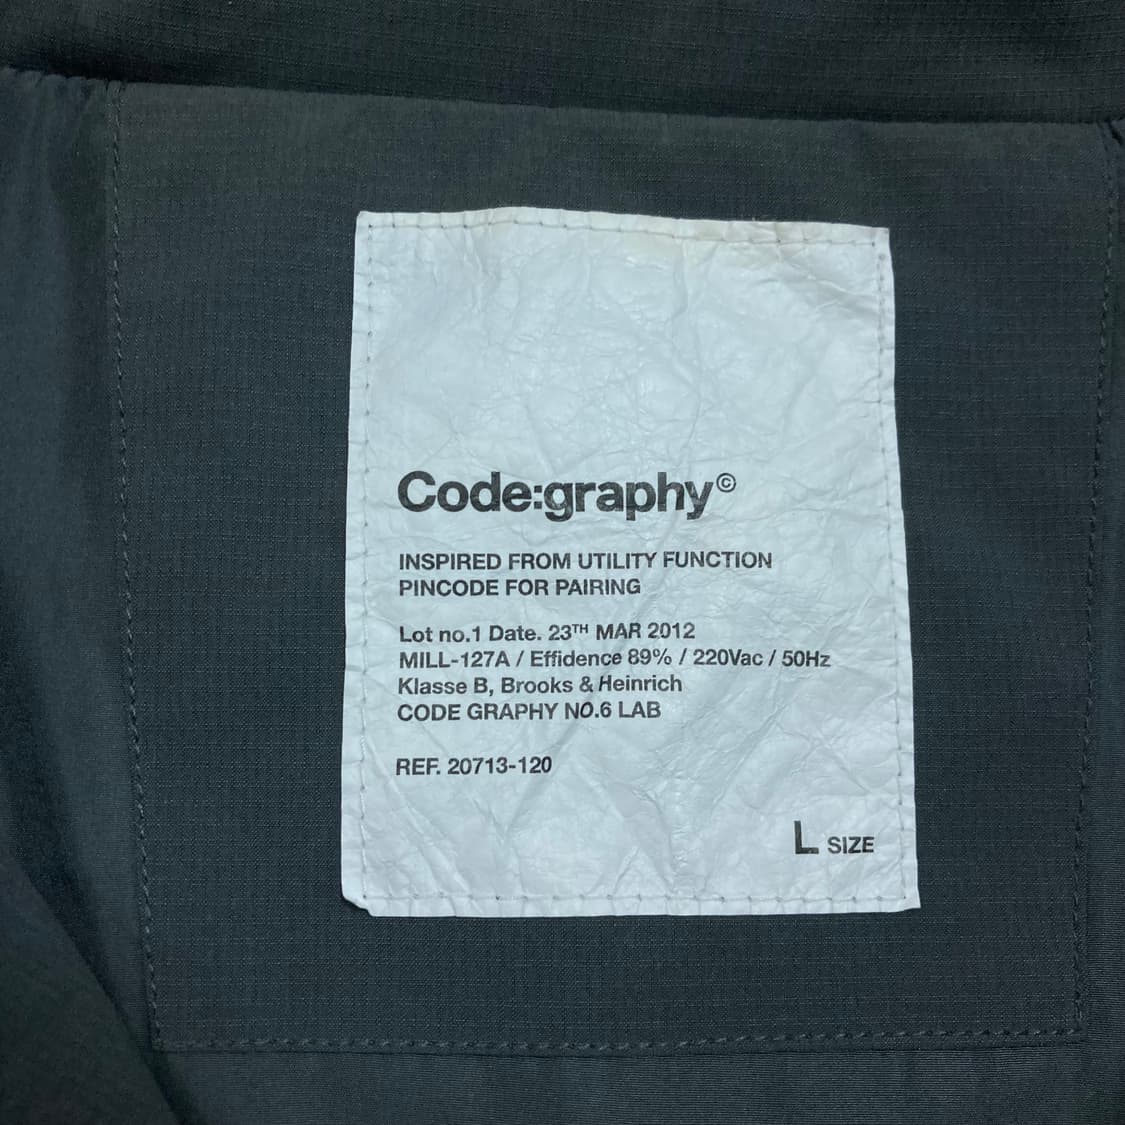 Code:graphy©
INSPIRED FROM UTILITY FUNCTION
PINCODE FOR PAIRING
Lot no.1 Date. 23TH MAR 2012
MILL-127A / Effidence 89% / 220Vac / 50Hz
Klasse B, Brooks & Heinrich
CODE GRAPHY NO.6 LAB
REF. 20713-120
L SIZE